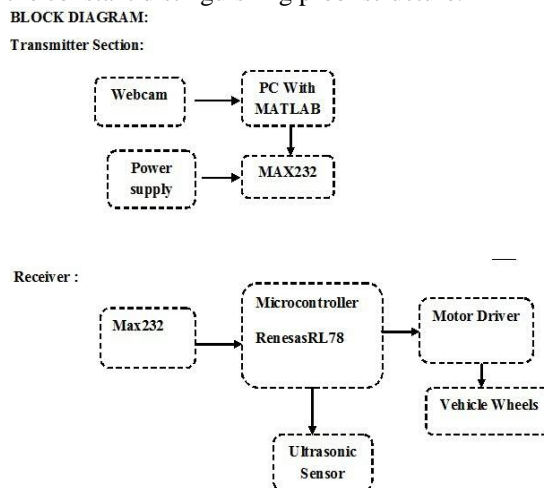 BLOCK DIAGRAM:
Transmitter Section:
Webcam
PC With
MATLAB
Power
supply
MAX232
Receiver :
Max232
Microcontroller
RenesasRL78
Motor Driver
Vehicle Wheels
Ultrasonic
Sensor